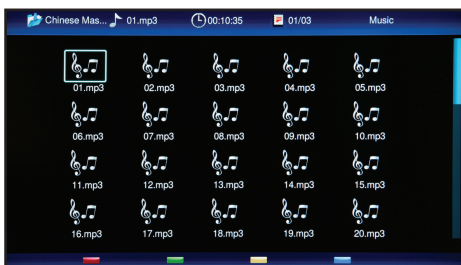 Chinese Mas... 01.mp3 00:10:35 01/03 Music
01.mp3 02.mp3 03.mp3 04.mp3 05.mp3
06.mp3 07.mp3 08.mp3 09.mp3 10.mp3
11.mp3 12.mp3 13.mp3 14.mp3 15.mp3
16.mp3 17.mp3 18.mp3 19.mp3 20.mp3